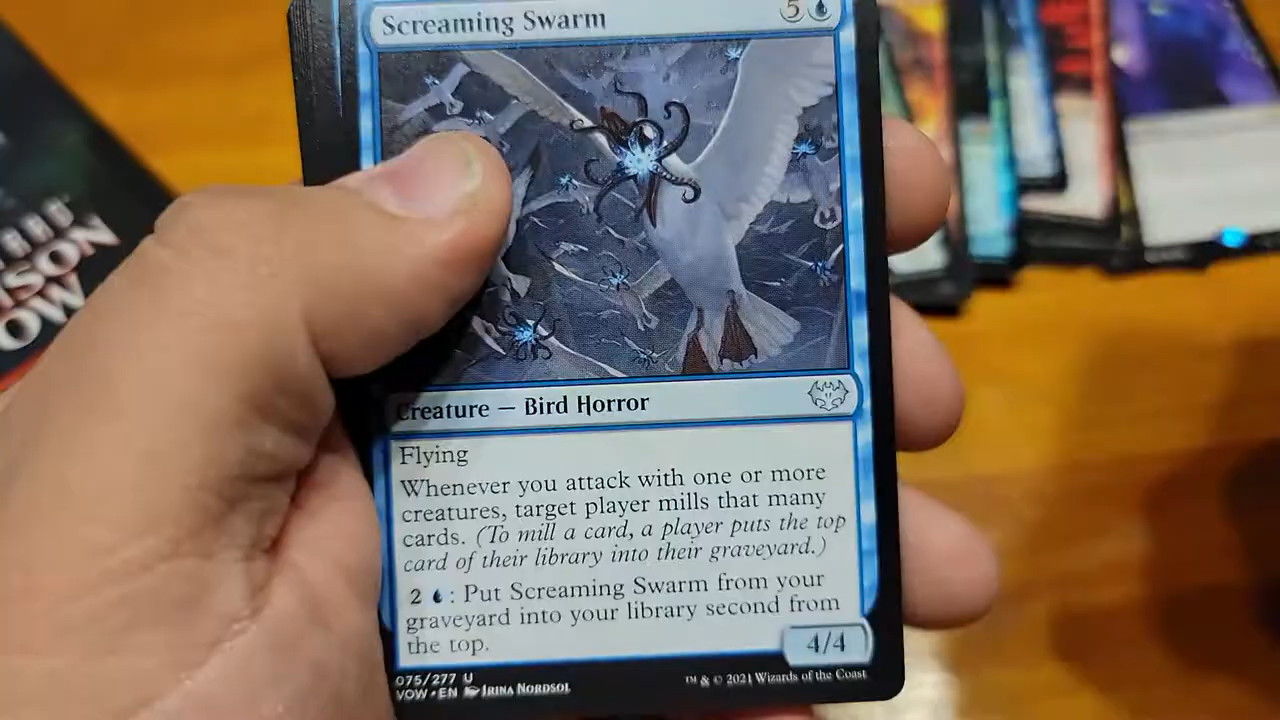 Screaming Swarm
5
Creature — Bird Horror
Flying
Whenever you attack with one or more
creatures, target player mills that many
cards. (To mill a card, a player puts the top
card of their library into their graveyard.)
2 : Put Screaming Swarm from your
graveyard into your library second from
the top.
4/4
075/277 U
VOW • EN Irina Nordsol
™ & © 2021 Wizards of the Coast